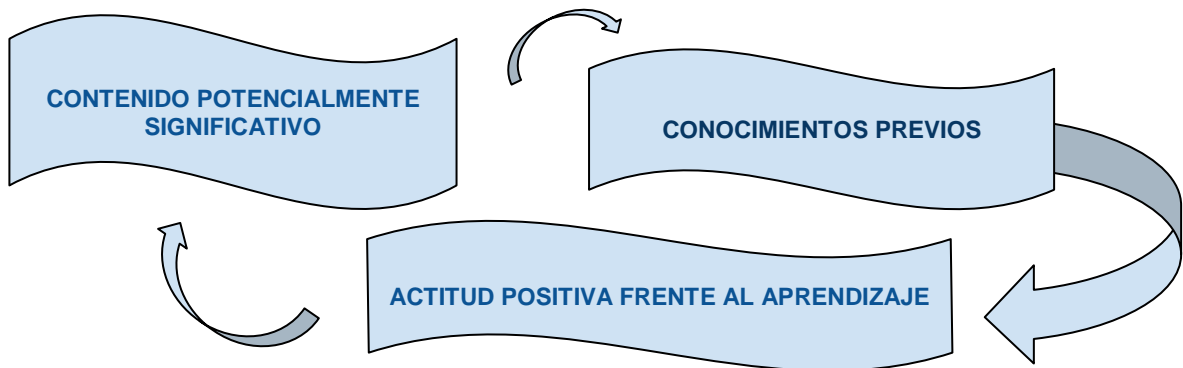 CONTENIDO POTENCIALMENTE
SIGNIFICATIVO
CONOCIMIENTOS PREVIOS
ACTITUD POSITIVA FRENTE AL APRENDIZAJE